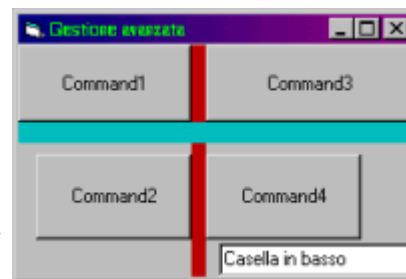 Gestione avanzata
Command1 Command3
Command2 Command4
Casella in basso